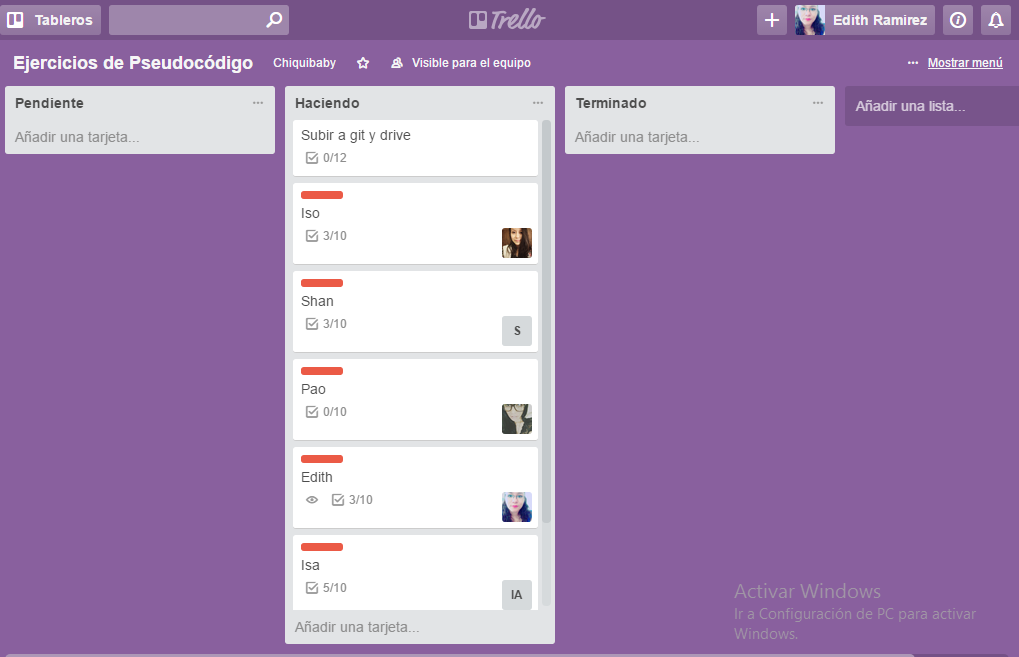 Tableros
Trello
Edith Ramirez
Ejercicios de Pseudocódigo
Chiquibaby
Visible para el equipo
... Mostrar menú
Pendiente ...
Añadir una tarjeta...
Haciendo ...
Subir a git y drive
0/12
Iso
3/10
Shan
3/10
S
Pao
0/10
Edith
3/10
Isa
5/10
IA
Añadir una tarjeta...
Terminado ...
Añadir una tarjeta...
Añadir una lista...
Activar Windows
Ir a Configuración de PC para activar
Windows.